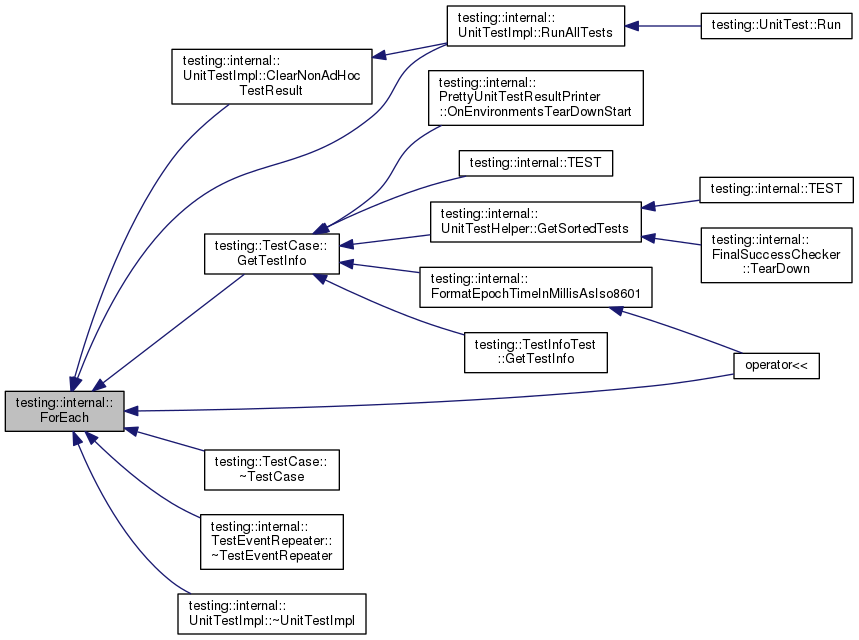 testing::internal::
UnitTestImpl::RunAllTests
testing::UnitTest::Run
testing::internal::
UnitTestImpl::ClearNonAdHoc
TestResult
testing::internal::
PrettyUnitTestResultPrinter
::OnEnvironmentsTearDownStart
testing::internal::TEST
testing::internal::TEST
testing::internal::
UnitTestHelper::GetSortedTests
testing::TestCase::
GetTestInfo
testing::internal::
FinalSuccessChecker
::TearDown
testing::internal::
FormatEpochTimeInMillisAsIso8601
testing::TestInfoTest
::GetTestInfo
operator<<
testing::internal::
ForEach
testing::TestCase::
~TestCase
testing::internal::
TestEventRepeater::
~TestEventRepeater
testing::internal::
UnitTestImpl::~UnitTestImpl